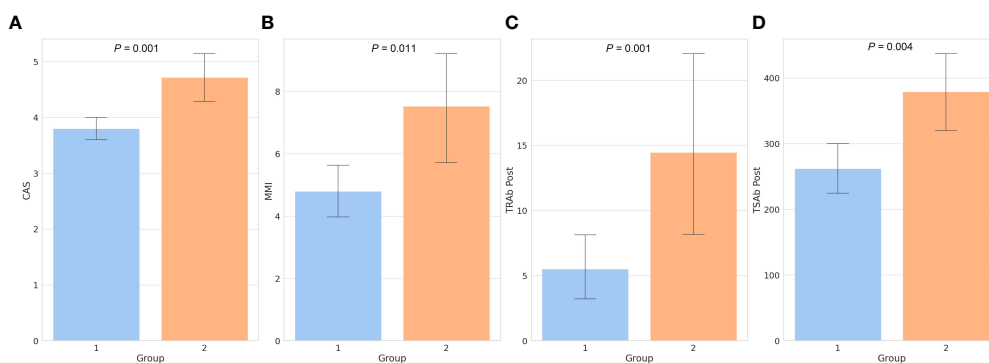 A
P = 0.001
CAS
5
4
3
2
1
0
1
2
Group
B
P = 0.011
MMI
8
6
4
2
0
1
2
Group
C
P = 0.001
TRAb Post
20
15
10
5
0
1
2
Group
D
P = 0.004
TSAb Post
400
300
200
100
0
1
2
Group